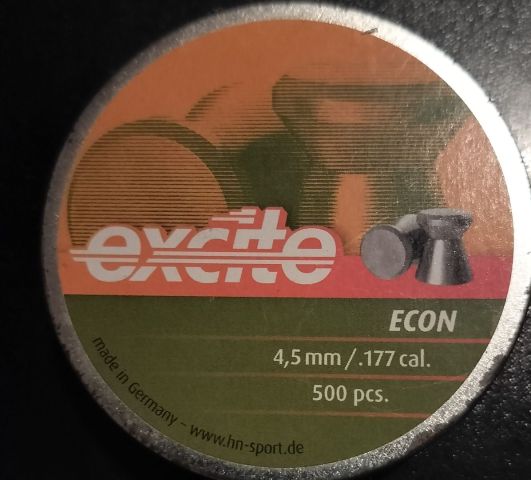 excite
ECON
4,5 mm / .177 cal.
500 pcs.
made in Germany - www.hn-sport.de